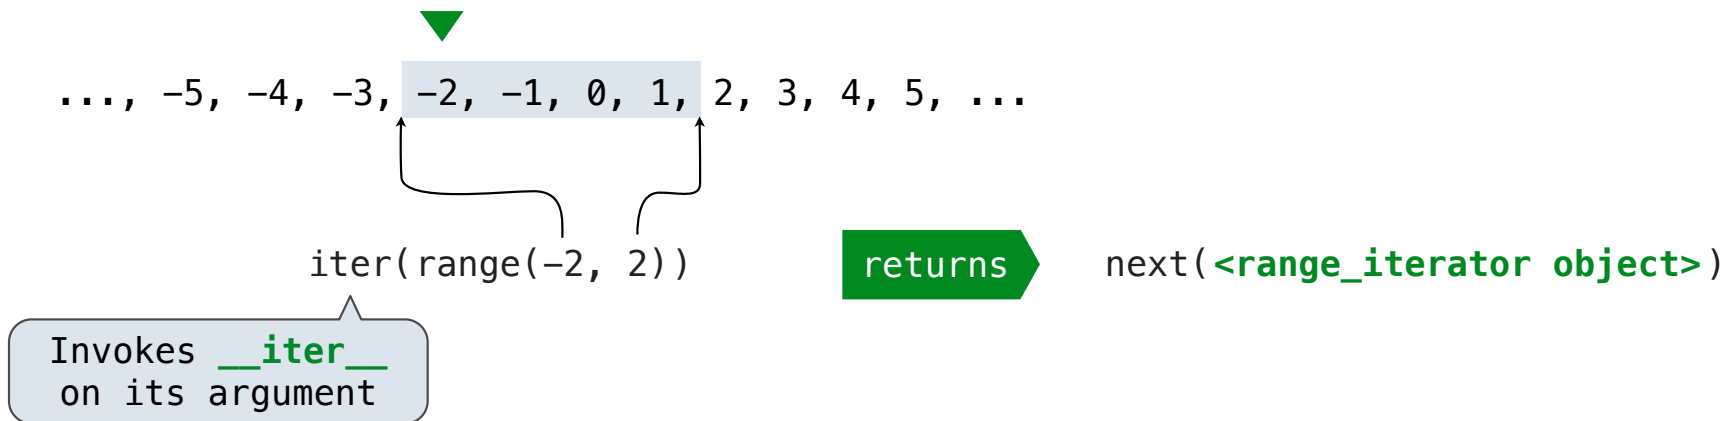 ..., −5, −4, −3, −2, −1, 0, 1, 2, 3, 4, 5, ...
iter(range(−2, 2)) returns next(<range_iterator object>)
Invokes __iter__
on its argument